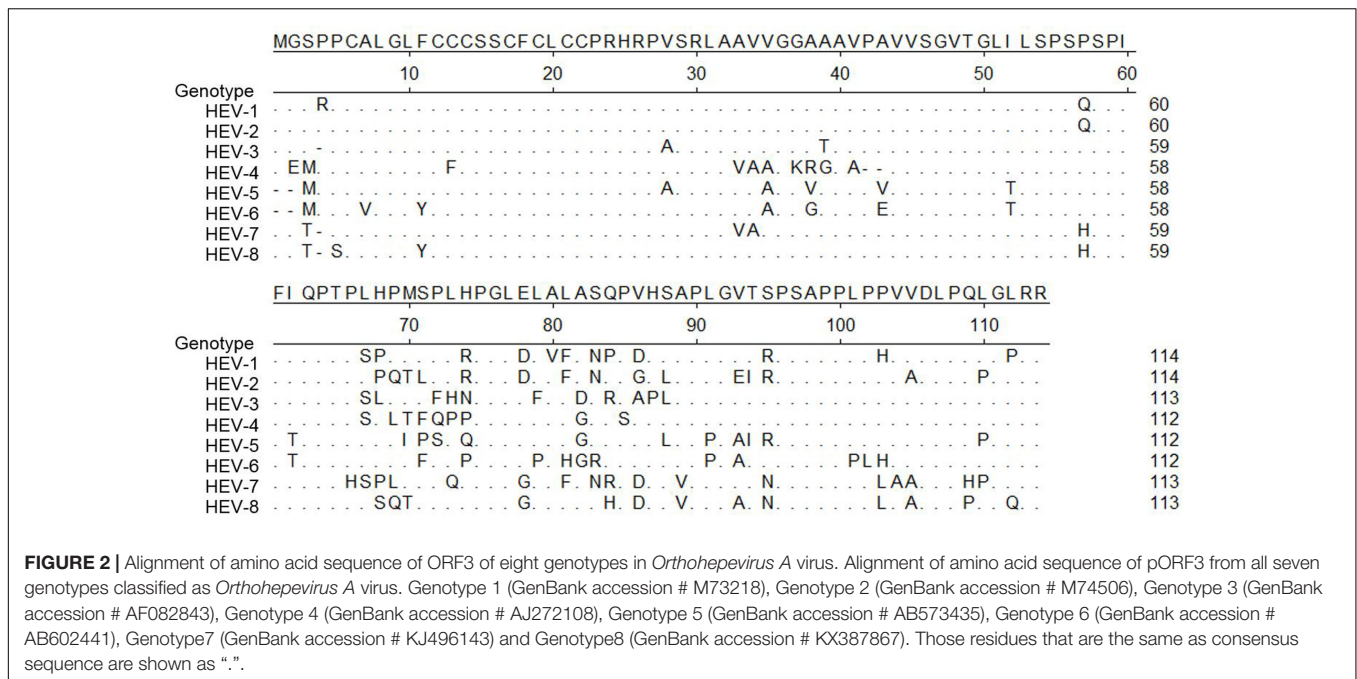 MGSPPCALGLFCCCSSCFCLCCPRHRPVSRLAAVVGGAAAVPAVVSGVTGLILSPSPSPI
10 20 30 40 50 60
Genotype
HEV-1 ...R....................................................Q... 60
HEV-2 ........................................................Q... 60
HEV-3 ...-.......................A..........T..................... 59
HEV-4 .EM.........F...................VAA.KRG.A--................. 58
HEV-5 --M........................A......A..V....V........T........ 58
HEV-6 --M...V...Y.......................A..G....E........T........ 58
HEV-7 ..T-............................VA......................H... 59
HEV-8 ..T-S.....Y.............................................H... 59
FIQPTPLHPMSPLHPGLELALASQPVHSAPLGVTSPSAPPLPPVVDLPQLGLRR
70 80 90 100 110
Genotype
HEV-1 ......SP.....R...D.VF.NP.D........R.......H........P.. 114
HEV-2 .......PQTL..R...D..F.N..G.L....EIR.........A....P.... 114
HEV-3 ......SL...FHN....F..D.R.APL.......................... 113
HEV-4 ......S.LTFQPP.......G..S............................. 112
HEV-5 .T.......IPS.Q.......G.....L..P.AIR..............P.... 112
HEV-6 .T........F..P....P.HGR.......P.A.......PLH........... 112
HEV-7 .....HSPL...Q....G..F.NR.D..V.....N.......LAA...HP.... 113
HEV-8 .......SQT.......G.....H.D..V...A.N.......L.A...P..Q.. 113
FIGURE 2 | Alignment of amino acid sequence of ORF3 of eight genotypes in Orthohepevirus A virus. Alignment of amino acid sequence of pORF3 from all seven
genotypes classified as Orthohepevirus A virus. Genotype 1 (GenBank accession # M73218), Genotype 2 (GenBank accession # M74506), Genotype 3 (GenBank
accession # AF082843), Genotype 4 (GenBank accession # AJ272108), Genotype 5 (GenBank accession # AB573435), Genotype 6 (GenBank accession #
AB602441), Genotype7 (GenBank accession # KJ496143) and Genotype8 (GenBank accession # KX387867). Those residues that are the same as consensus
sequence are shown as “.”.